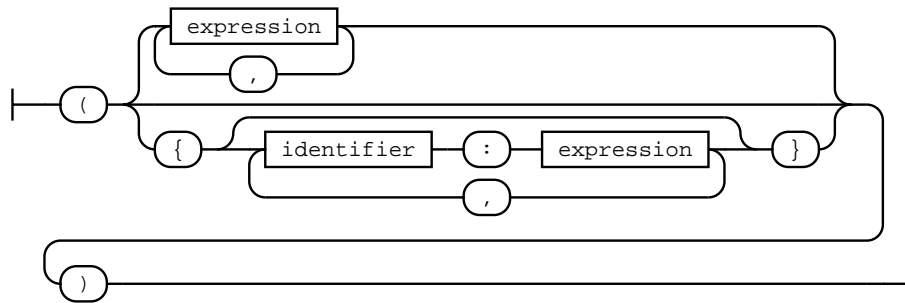 expression
,
(
{ identifier : expression }
,
)